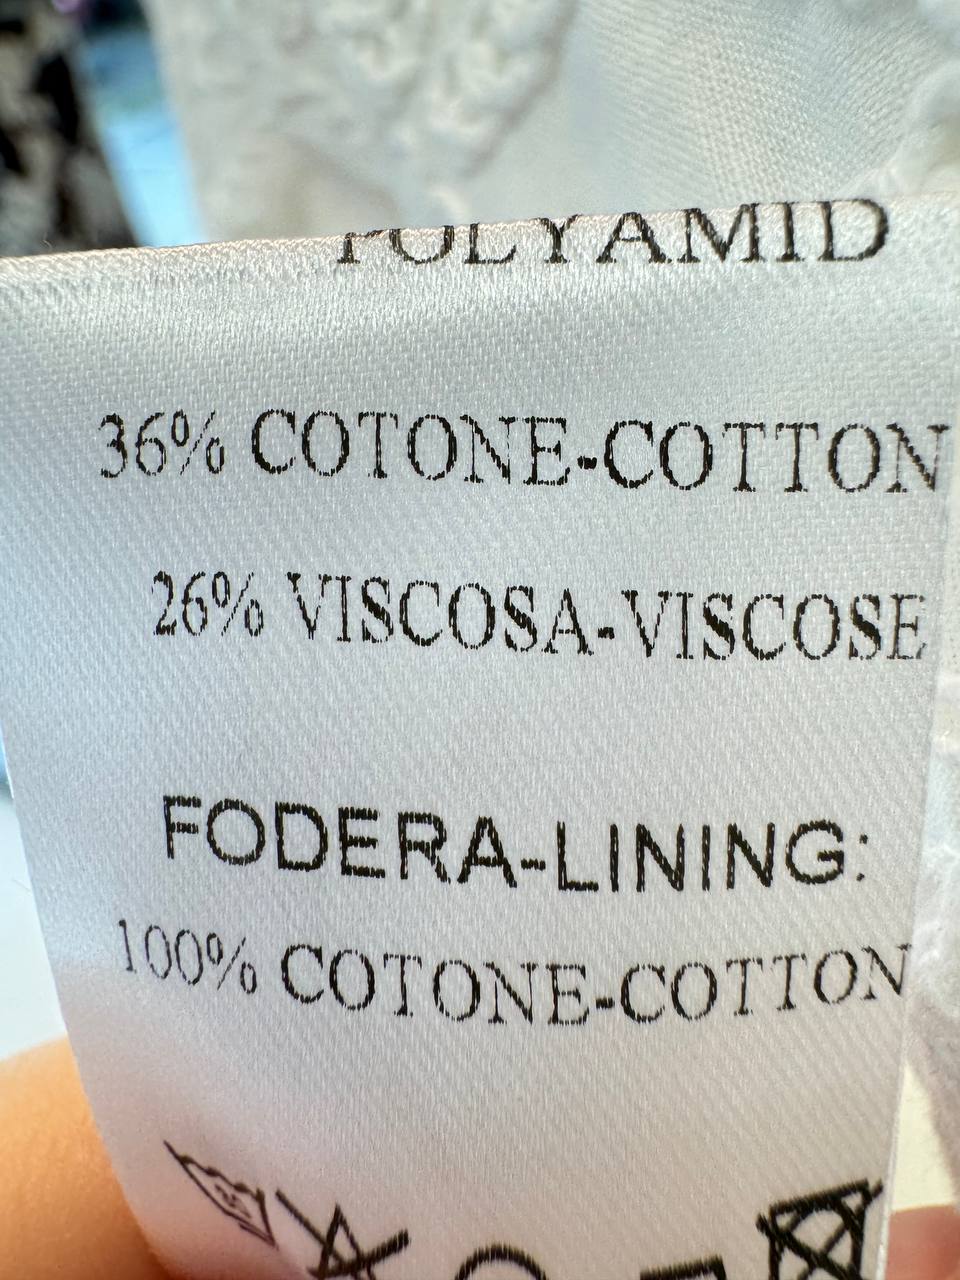 POLYAMID
36% COTONE-COTTON
26% VISCOSA-VISCOSE
FODERA-LINING:
100% COTONE-COTTON